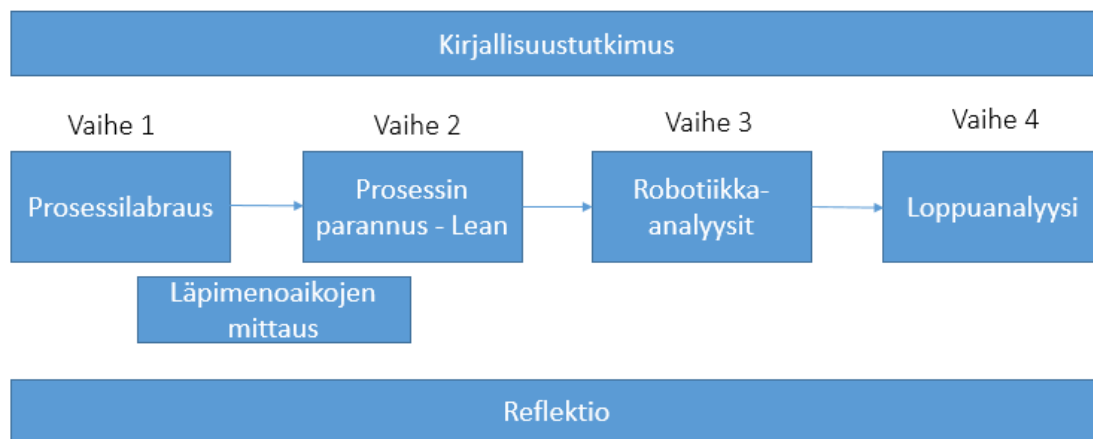 Kirjallisuustutkimus
Vaihe 1
Vaihe 2
Vaihe 3
Vaihe 4
Prosessilabraus
Prosessin
parannus - Lean
Robotiikka-
analyysit
Loppuanalyysi
Läpimenoaikojen
mittaus
Reflektio